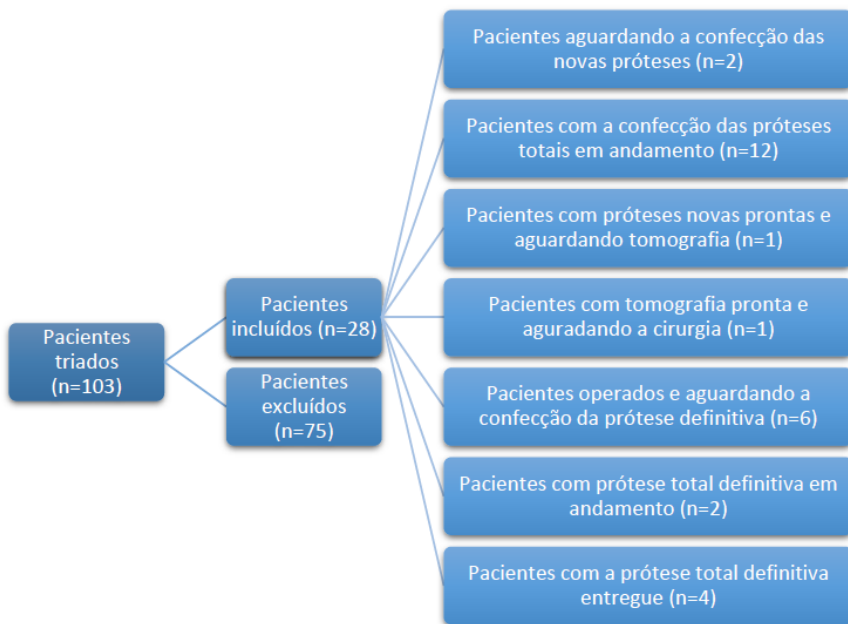 Pacientes
triados
(n=103)
Pacientes
incluídos (n=28)
Pacientes
excluídos
(n=75)
Pacientes aguardando a confecção das
novas próteses (n=2)
Pacientes com a confecção das próteses
totais em andamento (n=12)
Pacientes com próteses novas prontas e
aguardando tomografia (n=1)
Pacientes com tomografia pronta e
aguradando a cirurgia (n=1)
Pacientes operados e aguardando a
confecção da prótese definitiva (n=6)
Pacientes com prótese total definitiva em
andamento (n=2)
Pacientes com a prótese total definitiva
entregue (n=4)